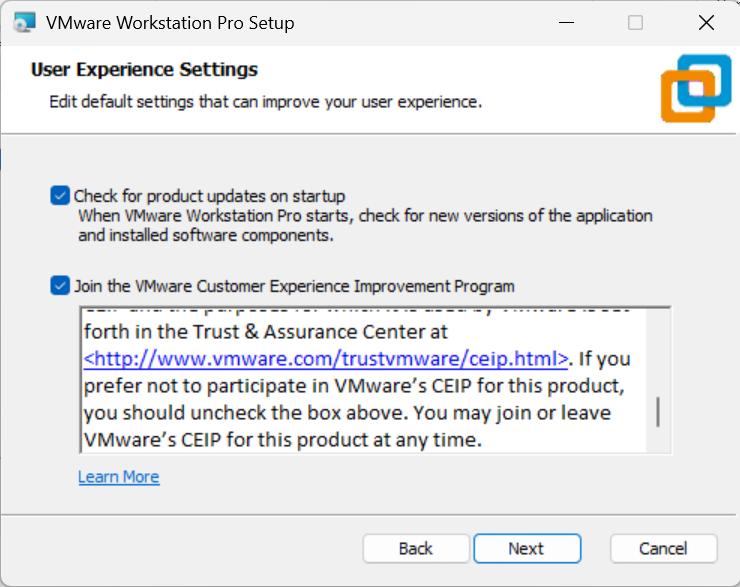 VMware Workstation Pro Setup
User Experience Settings
Edit default settings that can improve your user experience.
Check for product updates on startup
When VMware Workstation Pro starts, check for new versions of the application
and installed software components.
Join the VMware Customer Experience Improvement Program
forth in the Trust & Assurance Center at
<http://www.vmware.com/trustvmware/ceip.html>. If you
prefer not to participate in VMware’s CEIP for this product,
you should uncheck the box above. You may join or leave
VMware’s CEIP for this product at any time.
Learn More
Back
Next
Cancel